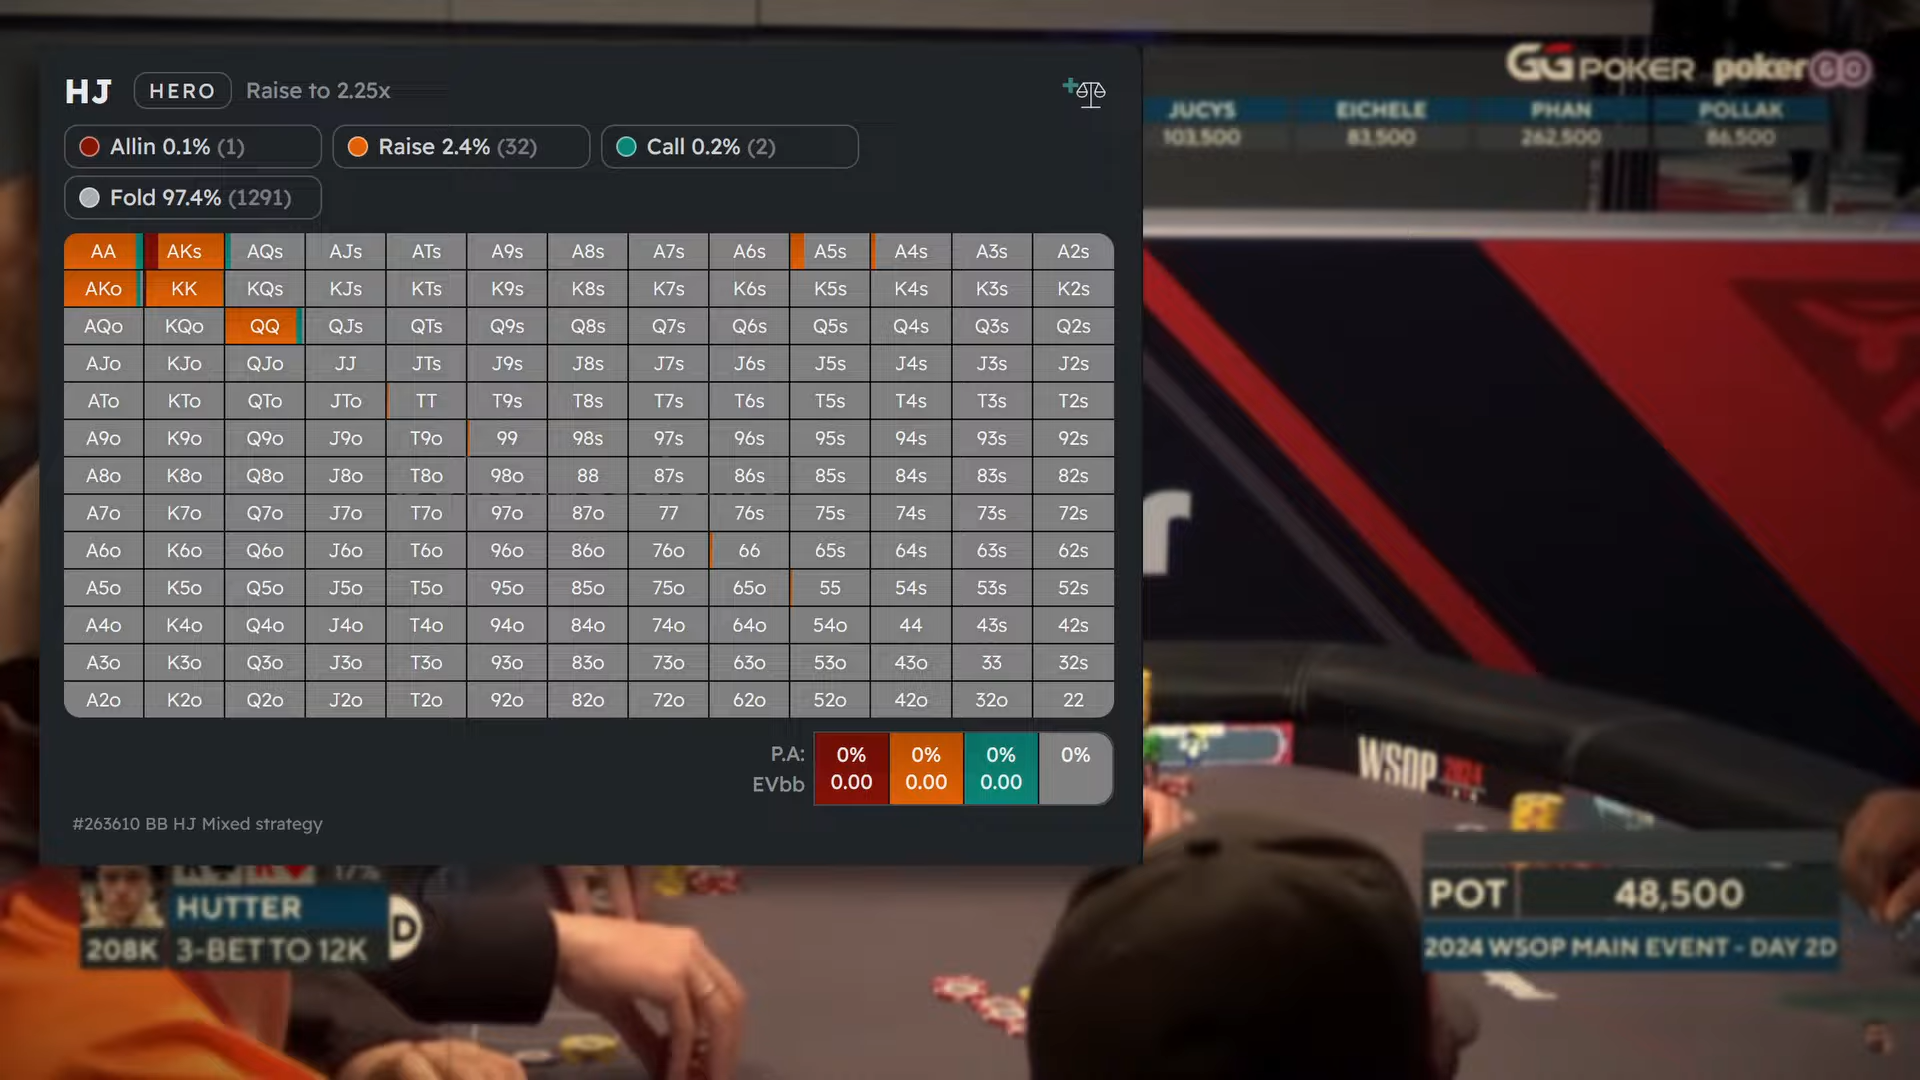 HJ HERO Raise to 2.25x
Allin 0.1% (1) Raise 2.4% (32) Call 0.2% (2)
Fold 97.4% (1291)
AA AKs AQs AJs ATs A9s A8s A7s A6s A5s A4s A3s A2s
AKo KK KQs KJs KTs K9s K8s K7s K6s K5s K4s K3s K2s
AQo KQo QQ QJs QTs Q9s Q8s Q7s Q6s Q5s Q4s Q3s Q2s
AJo KJo QJo JJ JTs J9s J8s J7s J6s J5s J4s J3s J2s
ATo KTo QTo JTo TT T9s T8s T7s T6s T5s T4s T3s T2s
A9o K9o Q9o J9o T9o 99 98s 97s 96s 95s 94s 93s 92s
A8o K8o Q8o J8o T8o 98o 88 87s 86s 85s 84s 83s 82s
A7o K7o Q7o J7o T7o 97o 87o 77 76s 75s 74s 73s 72s
A6o K6o Q6o J6o T6o 96o 86o 76o 66 65s 64s 63s 62s
A5o K5o Q5o J5o T5o 95o 85o 75o 65o 55 54s 53s 52s
A4o K4o Q4o J4o T4o 94o 84o 74o 64o 54o 44 43s 42s
A3o K3o Q3o J3o T3o 93o 83o 73o 63o 53o 43o 33 32s
A2o K2o Q2o J2o T2o 92o 82o 72o 62o 52o 42o 32o 22
P.A: 0% 0% 0% 0%
EVbb 0.00 0.00 0.00
#263610 BB HJ Mixed strategy
GGPOKER pokerGO
JUCYS EICHELE PHAN POLLAK
103,500 83,500 262,500 86,500
r
WSOP 2024
17%
HUTTER
208K 3-BET TO 12K
D
POT 48,500
2024 WSOP MAIN EVENT - DAY 2D